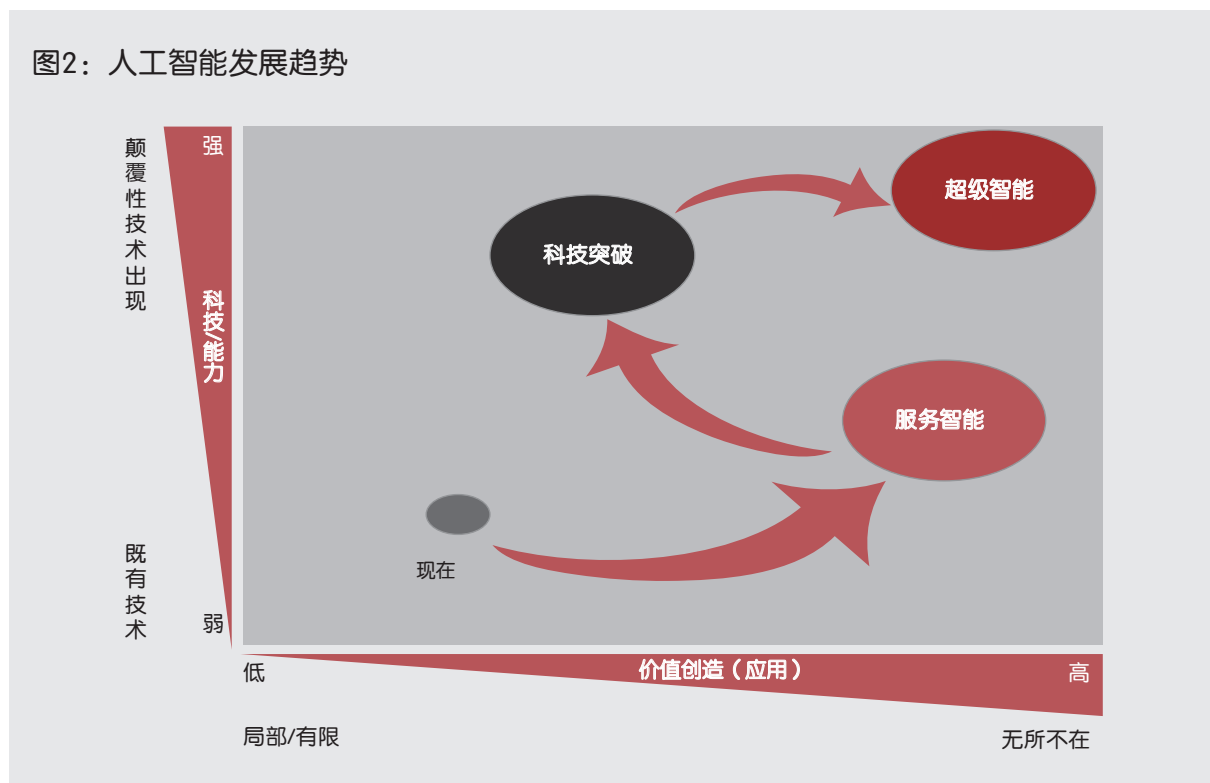 图2：人工智能发展趋势
颠覆性技术出现
强
科技/能力
既有技术
弱
超级智能
科技突破
服务智能
现在
低
价值创造（应用）
高
局部/有限
无所不在